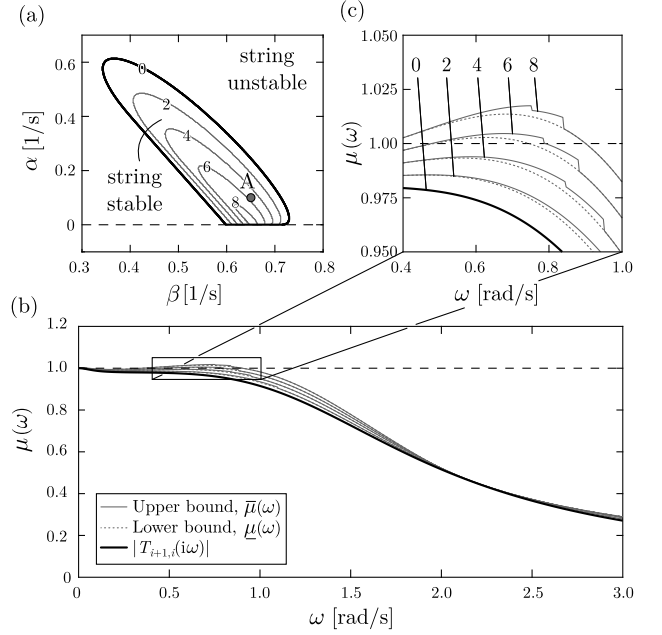 (a)
string
unstable
α [1/s]
0.6
0.4
0.2
0
0
2
4
6
8
A
string
stable
0.3 0.4 0.5 0.6 0.7 0.8
β [1/s]
(c)
1.050
1.025
1.00
0.975
0.950
μ(ω)
0 2 4 6 8
0.4 0.6 0.8 1.0
ω [rad/s]
(b)
1.2
1.0
0.8
0.6
0.4
0.2
0
μ(ω)
Upper bound, μ̅(ω)
Lower bound, μ̲(ω)
|Tᵢ₊₁,ᵢ(iω)|
0 0.5 1.0 1.5 2.0 2.5 3.0
ω [rad/s]